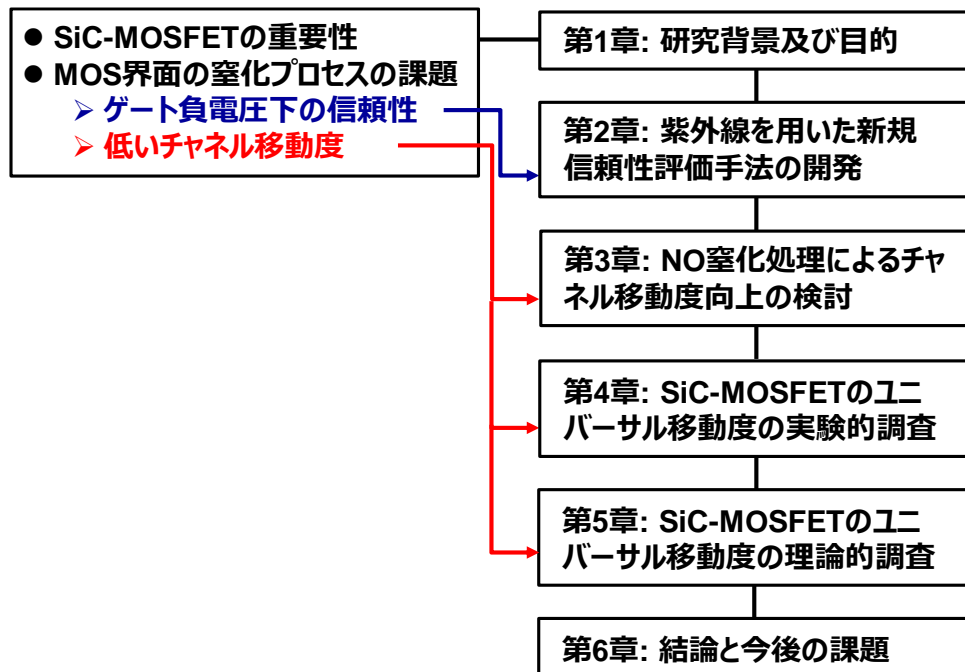 ● SiC-MOSFETの重要性
● MOS界面の窒化プロセスの課題
➢ ゲート負電圧下の信頼性
➢ 低いチャネル移動度
第1章: 研究背景及び目的
第2章: 紫外線を用いた新規
信頼性評価手法の開発
第3章: NO窒化処理によるチャ
ネル移動度向上の検討
第4章: SiC-MOSFETのユニ
バーサル移動度の実験的調査
第5章: SiC-MOSFETのユニ
バーサル移動度の理論的調査
第6章: 結論と今後の課題